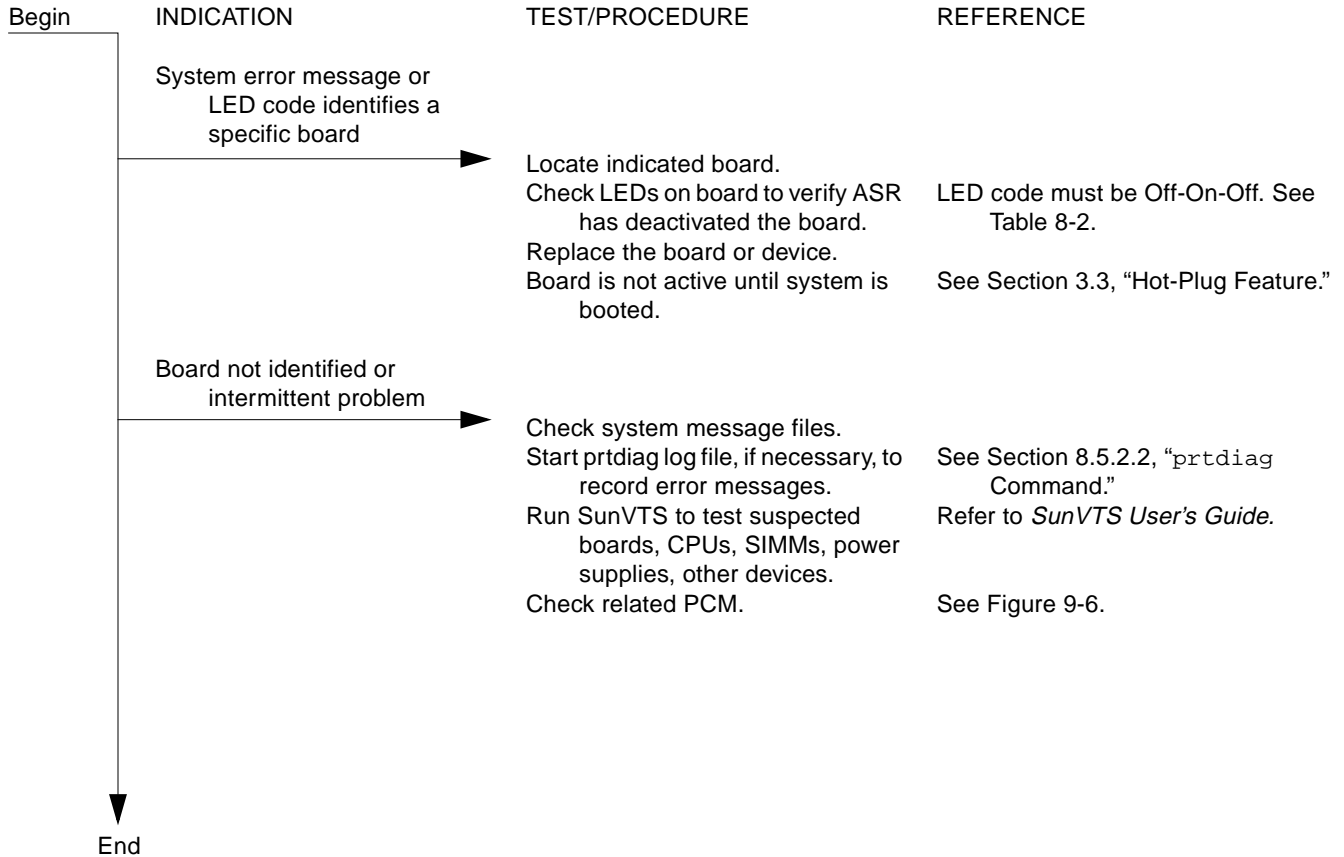 Begin INDICATION TEST/PROCEDURE REFERENCE
System error message or
LED code identifies a
specific board
Locate indicated board.
Check LEDs on board to verify ASR LED code must be Off-On-Off. See
has deactivated the board. Table 8-2.
Replace the board or device.
Board is not active until system is See Section 3.3, “Hot-Plug Feature.”
booted.
Board not identified or
intermittent problem
Check system message files.
Start prtdiag log file, if necessary, to See Section 8.5.2.2, “prtdiag
record error messages. Command.”
Run SunVTS to test suspected Refer to SunVTS User's Guide.
boards, CPUs, SIMMs, power
supplies, other devices.
Check related PCM. See Figure 9-6.
End